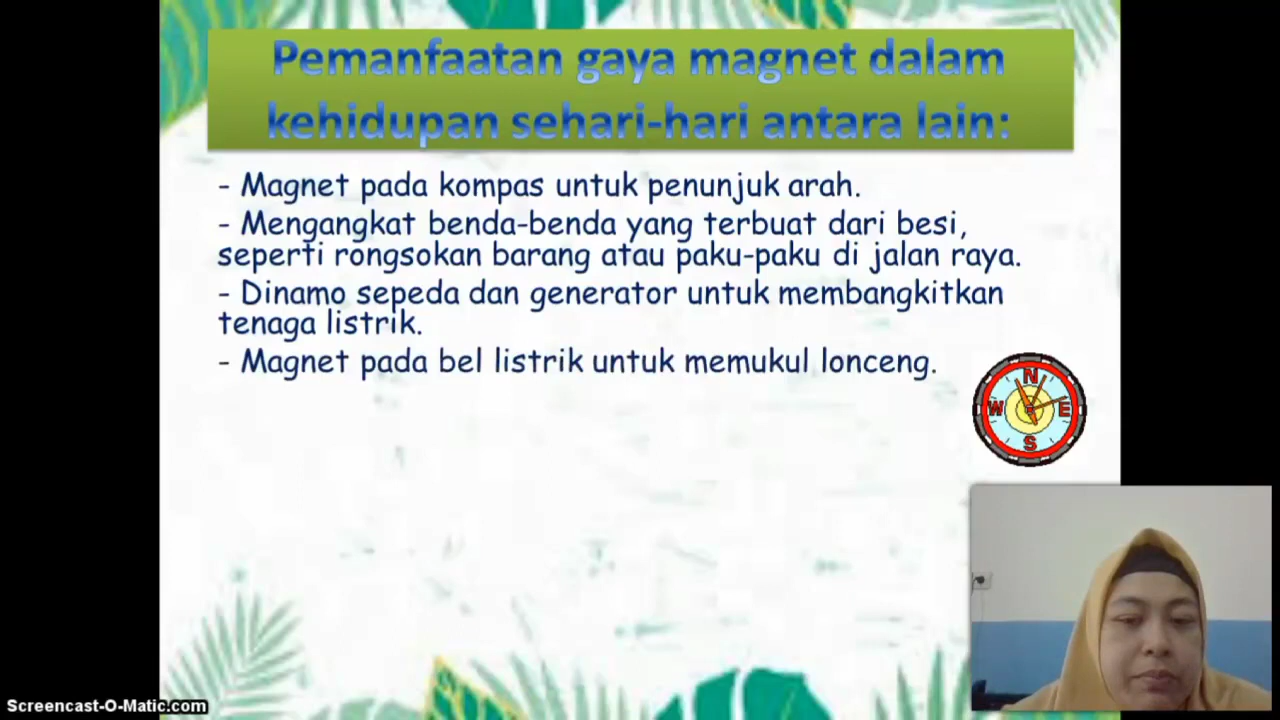 Pemanfaatan gaya magnet dalam
kehidupan sehari-hari antara lain:
- Magnet pada kompas untuk penunjuk arah.
- Mengangkat benda-benda yang terbuat dari besi,
seperti rongsokan barang atau paku-paku di jalan raya.
- Dinamo sepeda dan generator untuk membangkitkan
tenaga listrik.
- Magnet pada bel listrik untuk memukul lonceng.
N
W E
S
Screencast-O-Matic.com